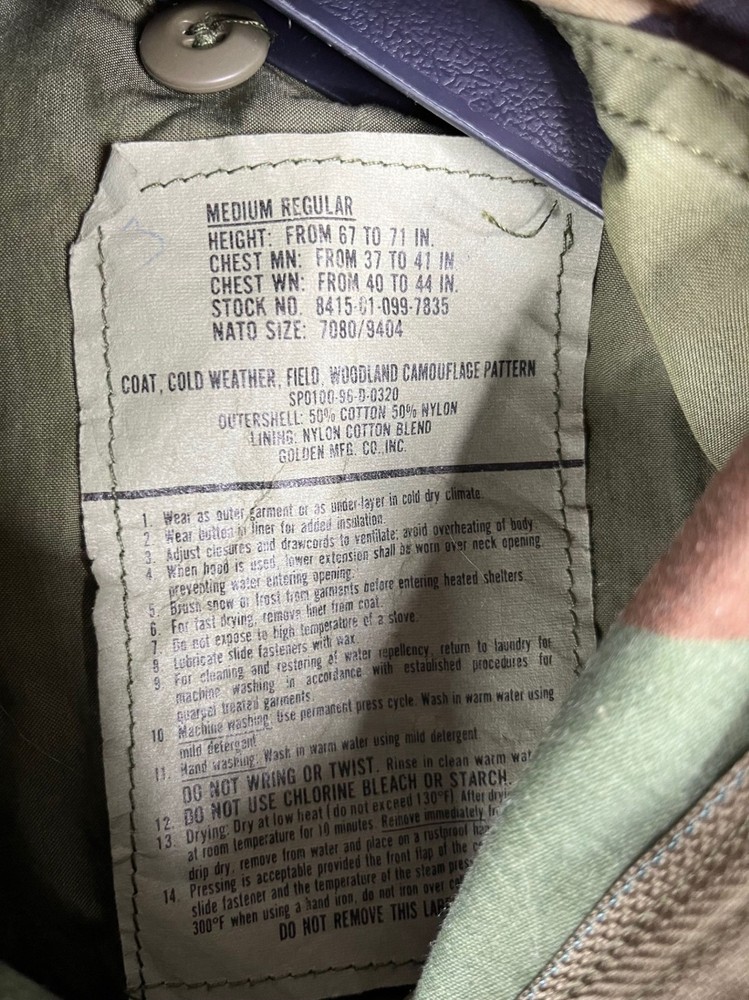 MEDIUM REGULAR
HEIGHT: FROM 67 TO 71 IN.
CHEST MN: FROM 37 TO 41 IN.
CHEST WN: FROM 40 TO 44 IN.
STOCK NO. 8415-01-099-7835
NATO SIZE: 7080/9404
COAT, COLD WEATHER, FIELD, WOODLAND CAMOUFLAGE PATTERN
SPO100-96-D-0320
OUTERSHELL: 50% COTTON 50% NYLON
LINING: NYLON COTTON BLEND
GOLDEN MFG. CO., INC.
1. Wear as outer garment or as under-layer in cold dry climate.
2. Wear button in liner for added insulation.
3. Adjust closures and drawcords to ventilate; avoid overheating of body.
4. When hood is used, lower extension shall be worn over neck opening,
preventing water entering opening.
5. Brush snow or frost from garments before entering heated shelters.
6. For fast drying, remove liner from coat.
7. Do not expose to high temperature of a stove.
8. Lubricate slide fasteners with wax.
9. For cleaning and restoring of water repellency, return to laundry for
machine washing in accordance with established procedures for
quarpel treated garments.
10. Machine washing: Use permanent press cycle. Wash in warm water using
mild detergent.
11. Hand washing: Wash in warm water using mild detergent.
DO NOT WRING OR TWIST. Rinse in clean warm wat
12. DO NOT USE CHLORINE BLEACH OR STARCH.
13. Drying: Dry at low heat (do not exceed 130°F). After dryi
at room temperature for 10 minutes. Remove immediately fr
drip dry, remove from water and place on a rustproof ha
14. Pressing is acceptable provided the front flap of the c
slide fastener and the temperature of the steam pres
300°F when using a hand iron, do not iron over
DO NOT REMOVE THIS LABE